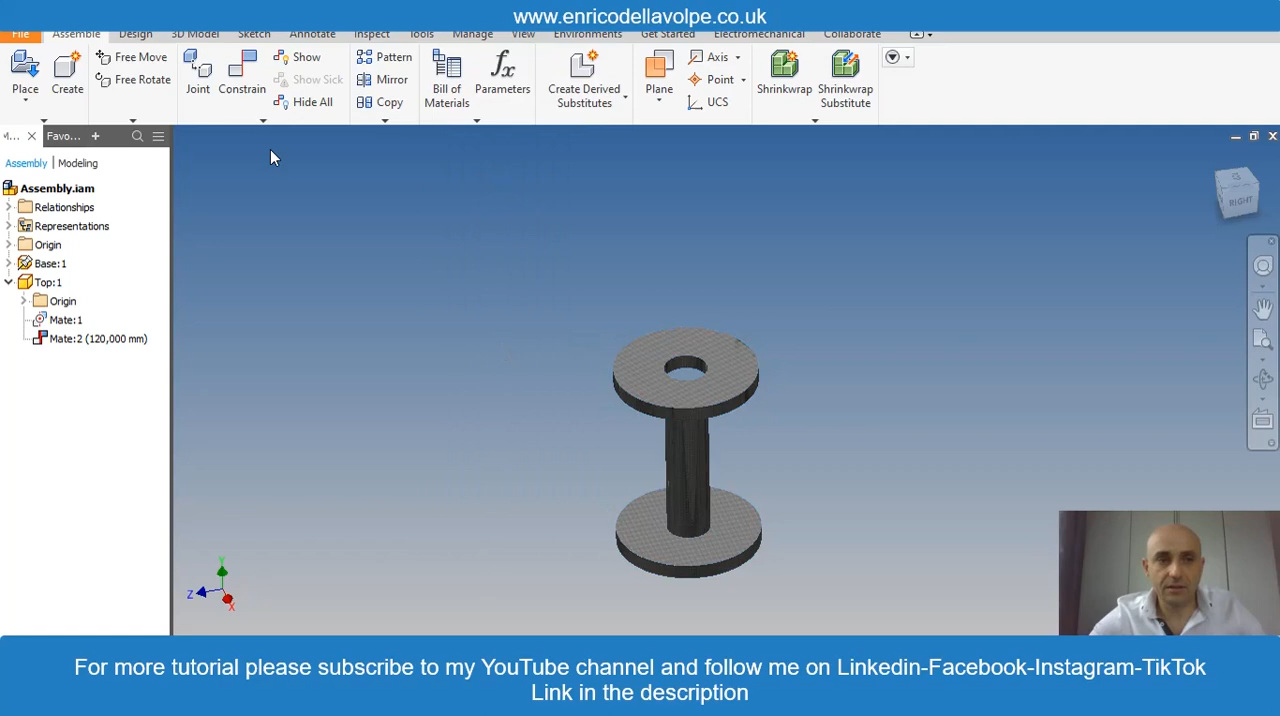 www.enricodellavolpe.co.uk
File Assemble Design 3D Model Sketch Annotate Inspect Tools Manage View Environments Get Started Electromechanical Collaborate
Place
Create
Free Move
Free Rotate
Joint
Constrain
Show
Show Sick
Hide All
Pattern
Mirror
Copy
Bill of
Materials
fx
Parameters
Create Derived
Substitutes
Plane
Axis
Point
UCS
Shrinkwrap
Shrinkwrap
Substitute
M... Favo...
Assembly | Modeling
Assembly.iam
Relationships
Representations
Origin
Base:1
Top:1
Origin
Mate:1
Mate:2 (120,000 mm)
RIGHT
Y
Z
X
For more tutorial please subscribe to my YouTube channel and follow me on Linkedin-Facebook-Instagram-TikTok
Link in the description